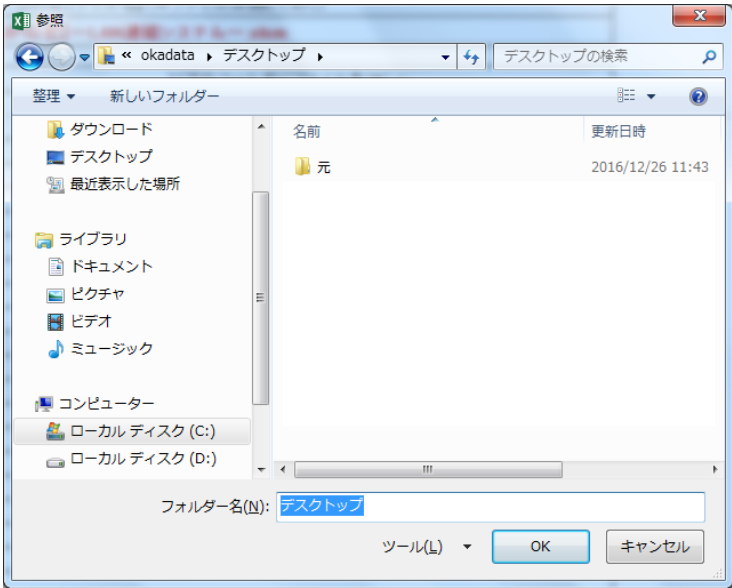 参照
« okadata デスクトップ
デスクトップの検索
整理 新しいフォルダー
ダウンロード
デスクトップ
最近表示した場所
ライブラリ
ドキュメント
ピクチャ
ビデオ
ミュージック
コンピューター
ローカル ディスク (C:)
ローカル ディスク (D:)
名前 更新日時
元 2016/12/26 11:43
フォルダー名(N): デスクトップ
ツール(L) OK キャンセル